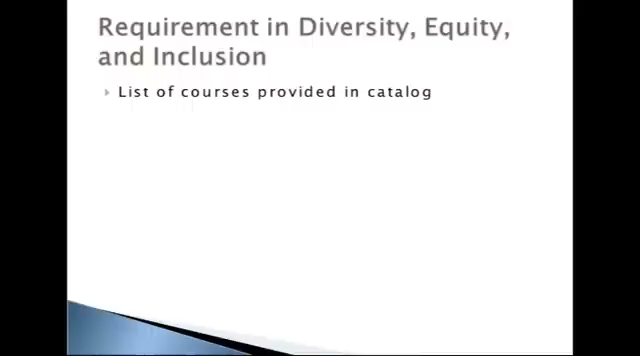 Requirement in Diversity, Equity,
and Inclusion
List of courses provided in catalog